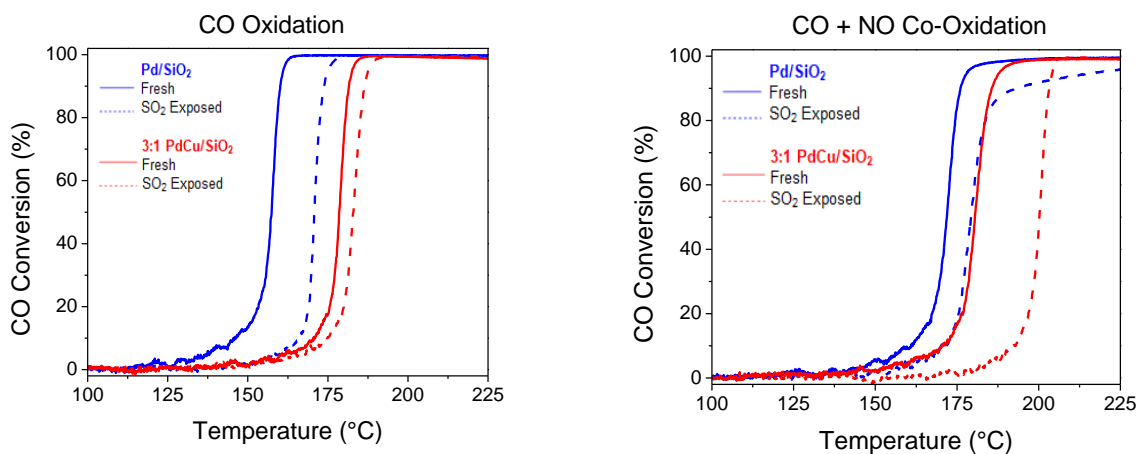 CO Oxidation
CO Conversion (%)
100
80
60
40
20
0
Pd/SiO₂
Fresh
SO₂ Exposed
3:1 PdCu/SiO₂
Fresh
SO₂ Exposed
100 125 150 175 200 225
Temperature (°C)
CO + NO Co-Oxidation
CO Conversion (%)
100
80
60
40
20
0
Pd/SiO₂
Fresh
SO₂ Exposed
3:1 PdCu/SiO₂
Fresh
SO₂ Exposed
100 125 150 175 200 225
Temperature (°C)